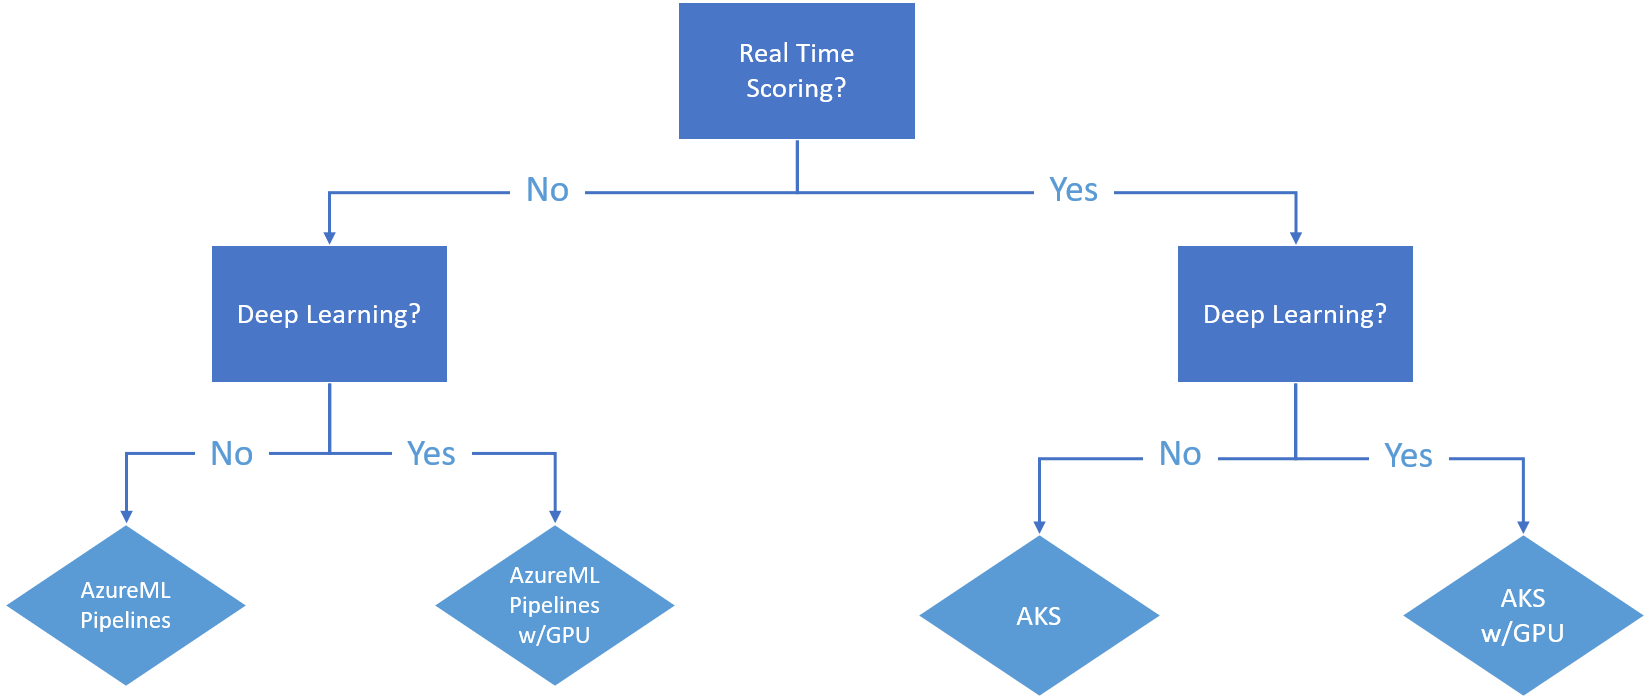 Real Time
Scoring?
No
Yes
Deep Learning?
Deep Learning?
No
Yes
No
Yes
AzureML
Pipelines
AzureML
Pipelines
w/GPU
AKS
AKS
w/GPU